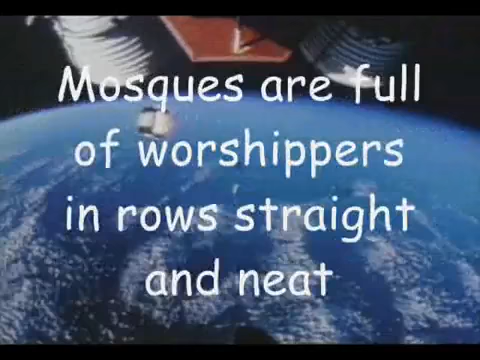 Mosques are full
of worshippers
in rows straight
and neat